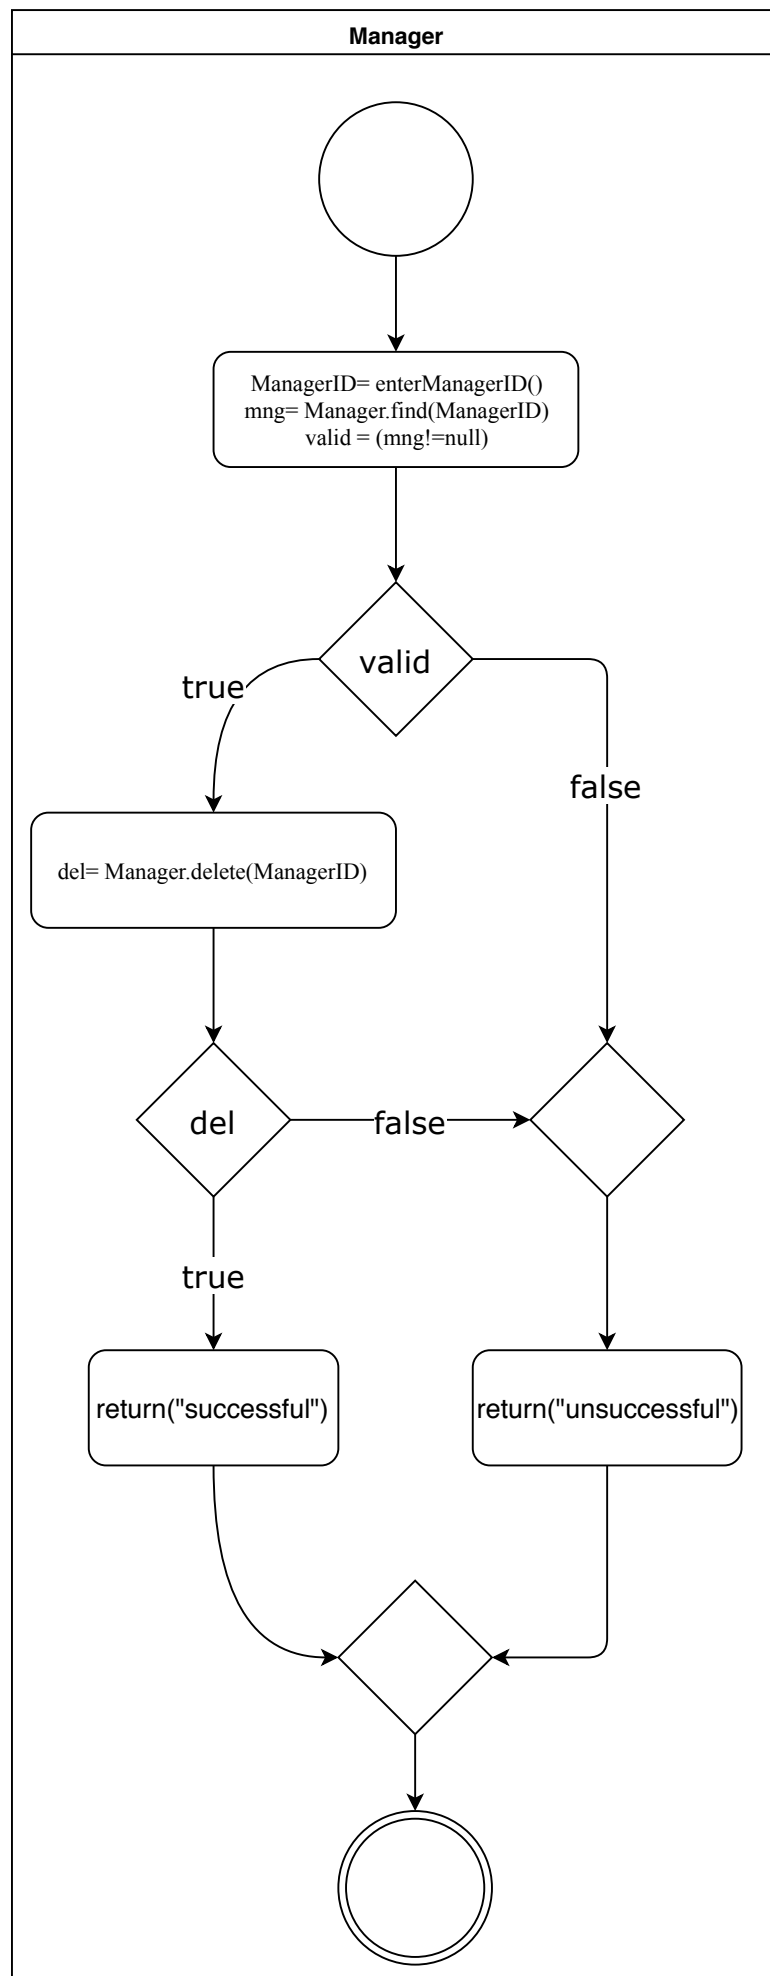 Manager
ManagerID= enterManagerID()
mng= Manager.find(ManagerID)
valid = (mng!=null)
valid
true
false
del= Manager.delete(ManagerID)
del
false
true
return("successful")
return("unsuccessful")